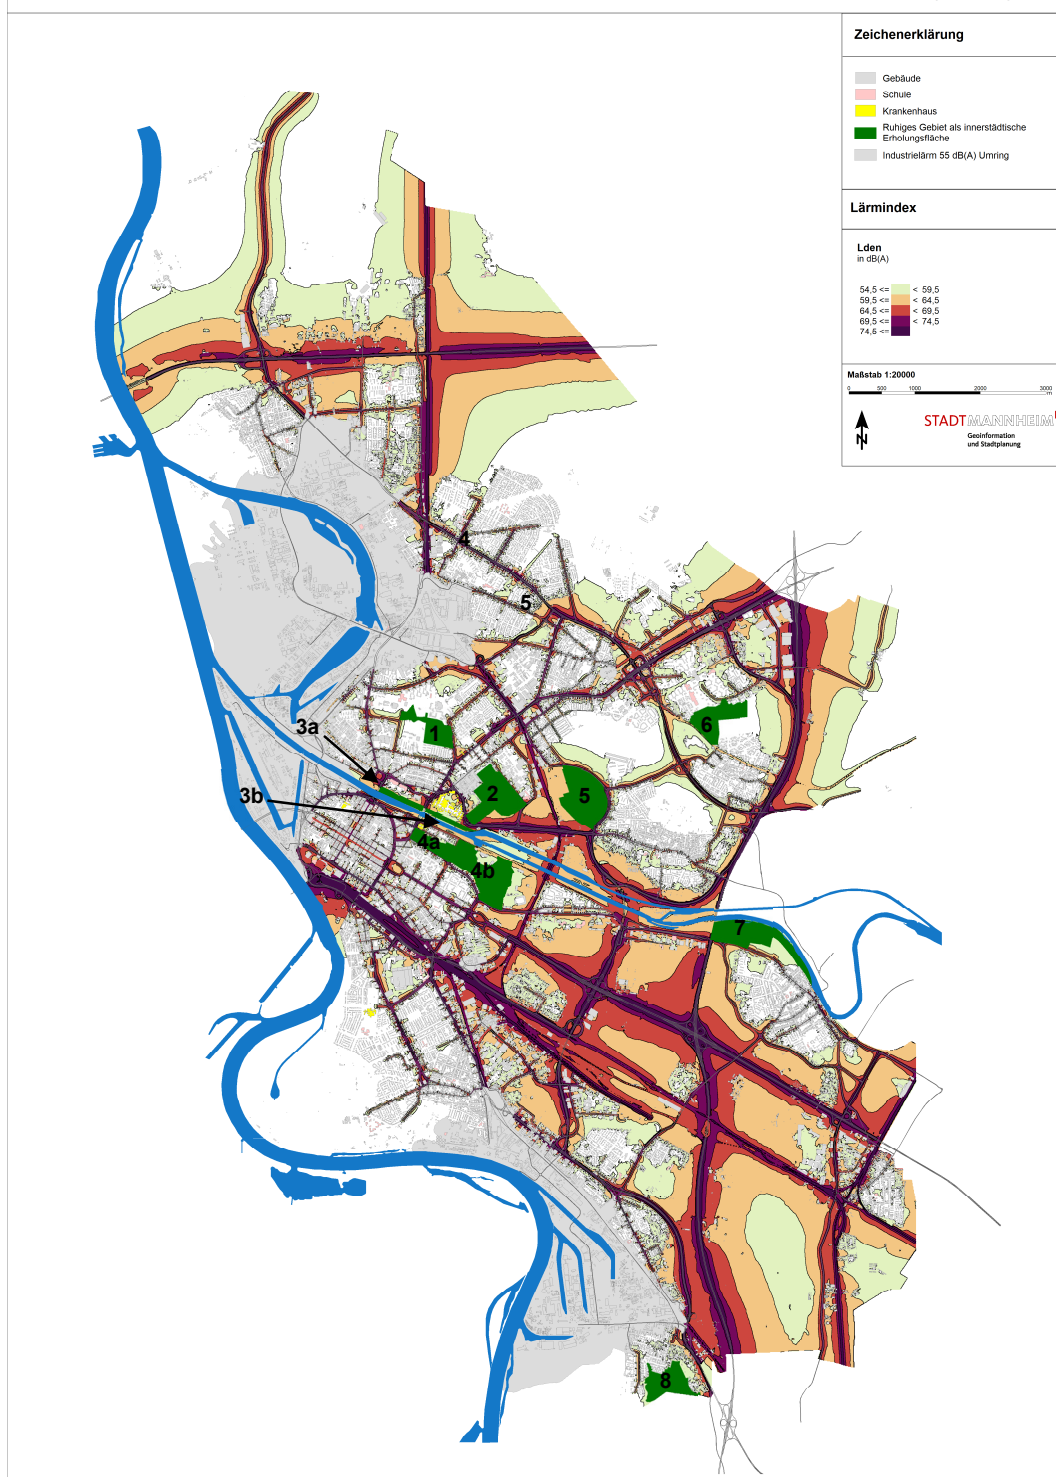 Zeichenerklärung
Gebäude
Schule
Krankenhaus
Ruhiges Gebiet als innerstädtische
Erholungsfläche
Industrielärm 55 dB(A) Umring
Lärmindex
Lden
in dB(A)
54,5 <= < 59,5
59,5 <= < 64,5
64,5 <= < 69,5
69,5 <= < 74,5
74,5 <=
Maßstab 1:20000
0 500 1000 2000 3000
m
N
STADTMANNHEIM
Geoinformation
und Stadtplanung
4
5
3a
1
6
3b
2
5
4a
4b
7
8